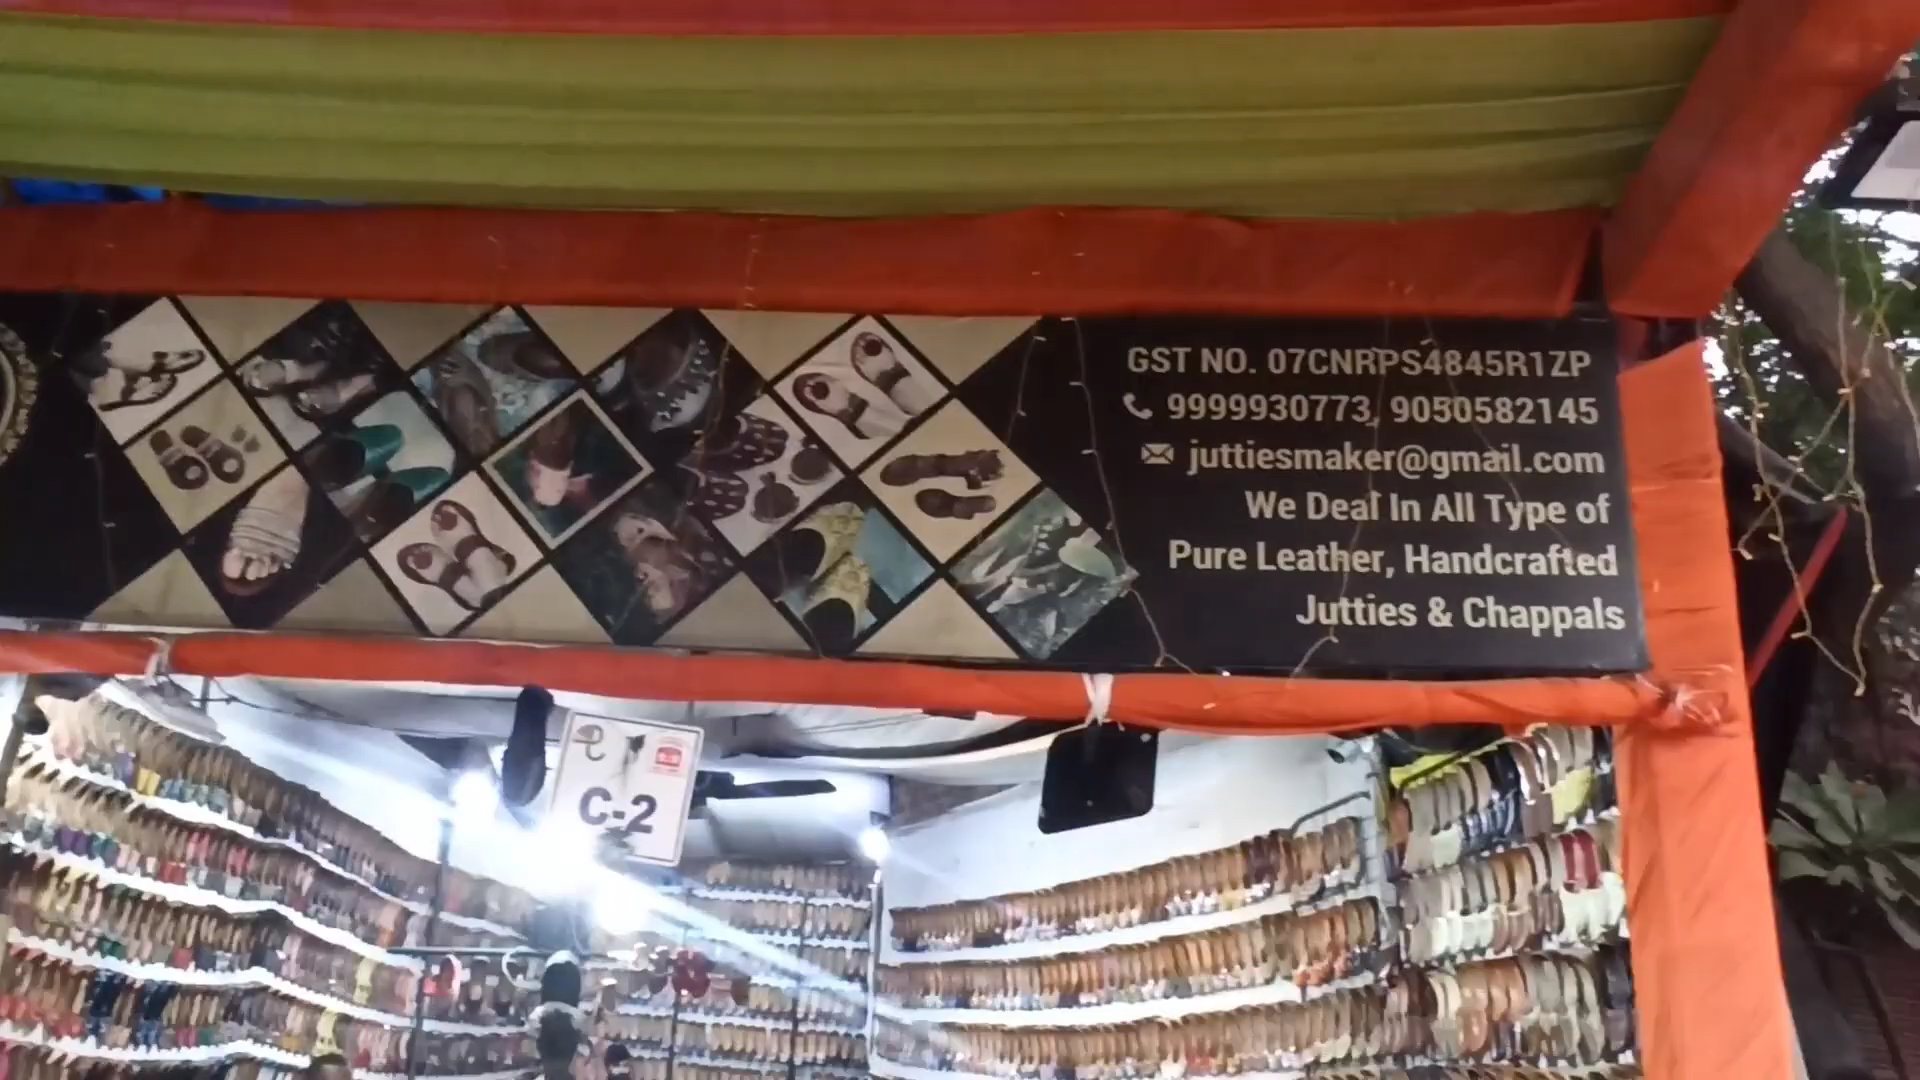 GST NO. 07CNRPS4845R1ZP
9999930773, 9050582145
juttiesmaker@gmail.com
We Deal In All Type of
Pure Leather, Handcrafted
Jutties & Chappals
C-2